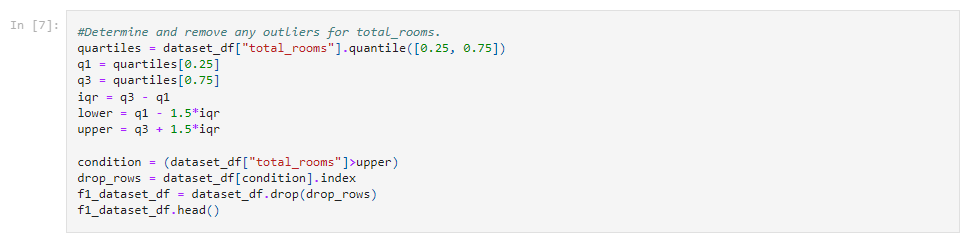 In [7]:
#Determine and remove any outliers for total_rooms.
quartiles = dataset_df["total_rooms"].quantile([0.25, 0.75])
q1 = quartiles[0.25]
q3 = quartiles[0.75]
iqr = q3 - q1
lower = q1 - 1.5*iqr
upper = q3 + 1.5*iqr

condition = (dataset_df["total_rooms"]>upper)
drop_rows = dataset_df[condition].index
f1_dataset_df = dataset_df.drop(drop_rows)
f1_dataset_df.head()